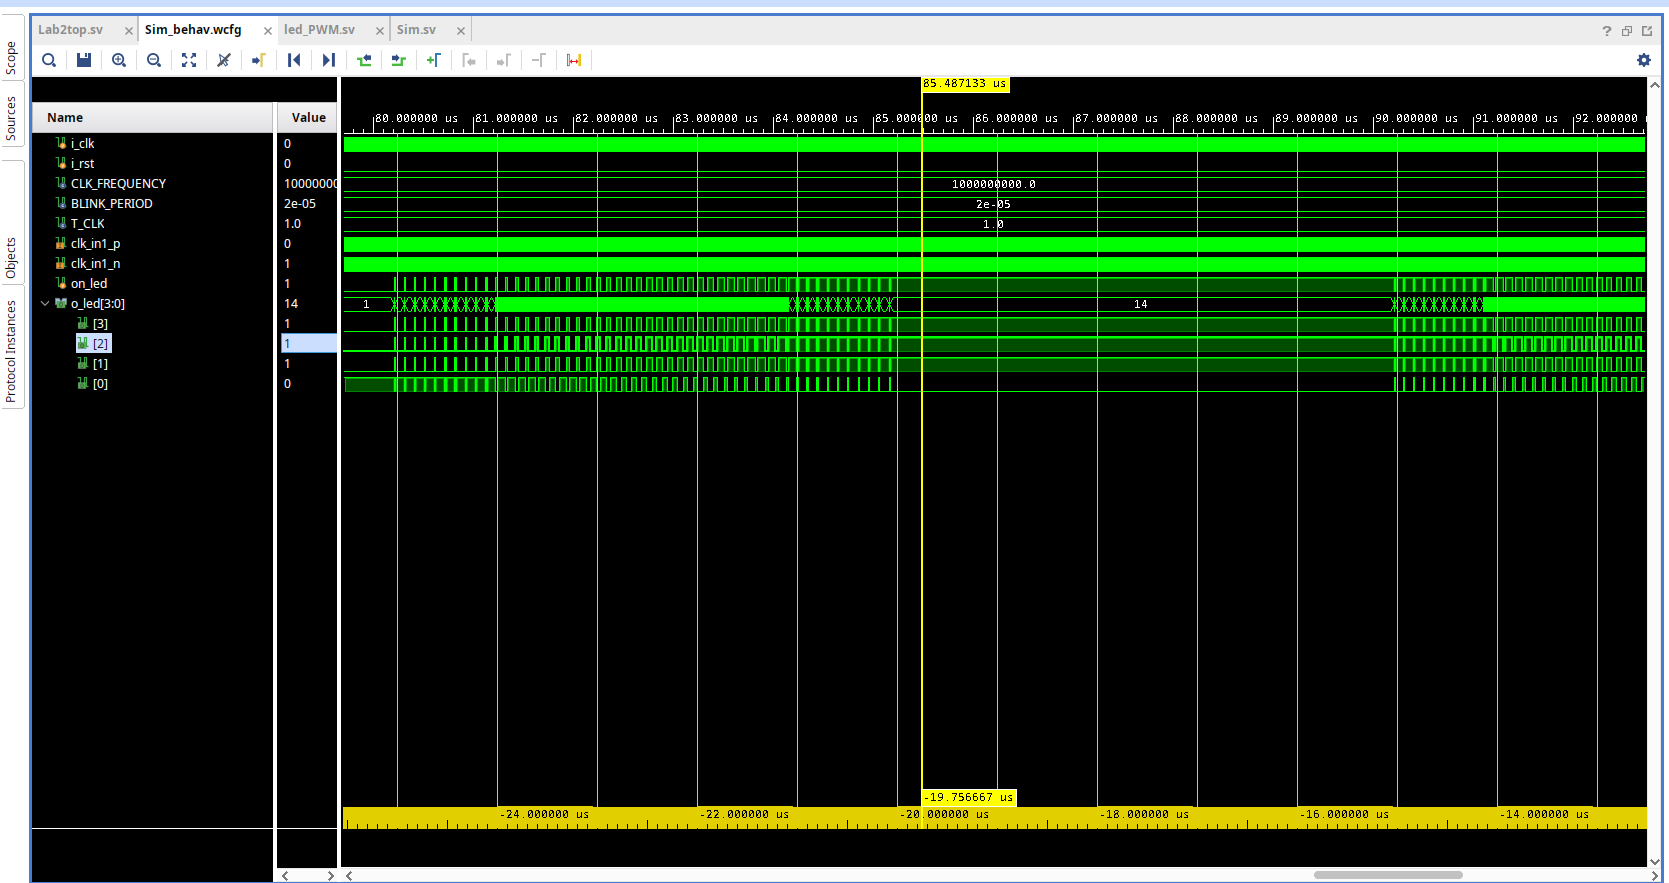 Lab2top.sv Sim_behav.wcfg led_PWM.sv Sim.sv
Scope
Sources
Objects
Protocol Instances
85.487133 us
Name Value
80.000000 us 81.000000 us 82.000000 us 83.000000 us 84.000000 us 85.000000 us 86.000000 us 87.000000 us 88.000000 us 89.000000 us 90.000000 us 91.000000 us 92.000000
i_clk 0
i_rst 0
CLK_FREQUENCY 10000000 1000000000.0
BLINK_PERIOD 2e-05 2e-05
T_CLK 1.0 1.0
clk_in1_p 0
clk_in1_n 1
on_led 1
o_led[3:0] 14 1 14
[3] 1
[2] 1
[1] 1
[0] 0
-19.756667 us
-24.000000 us -22.000000 us -20.000000 us -18.000000 us -16.000000 us -14.000000 us